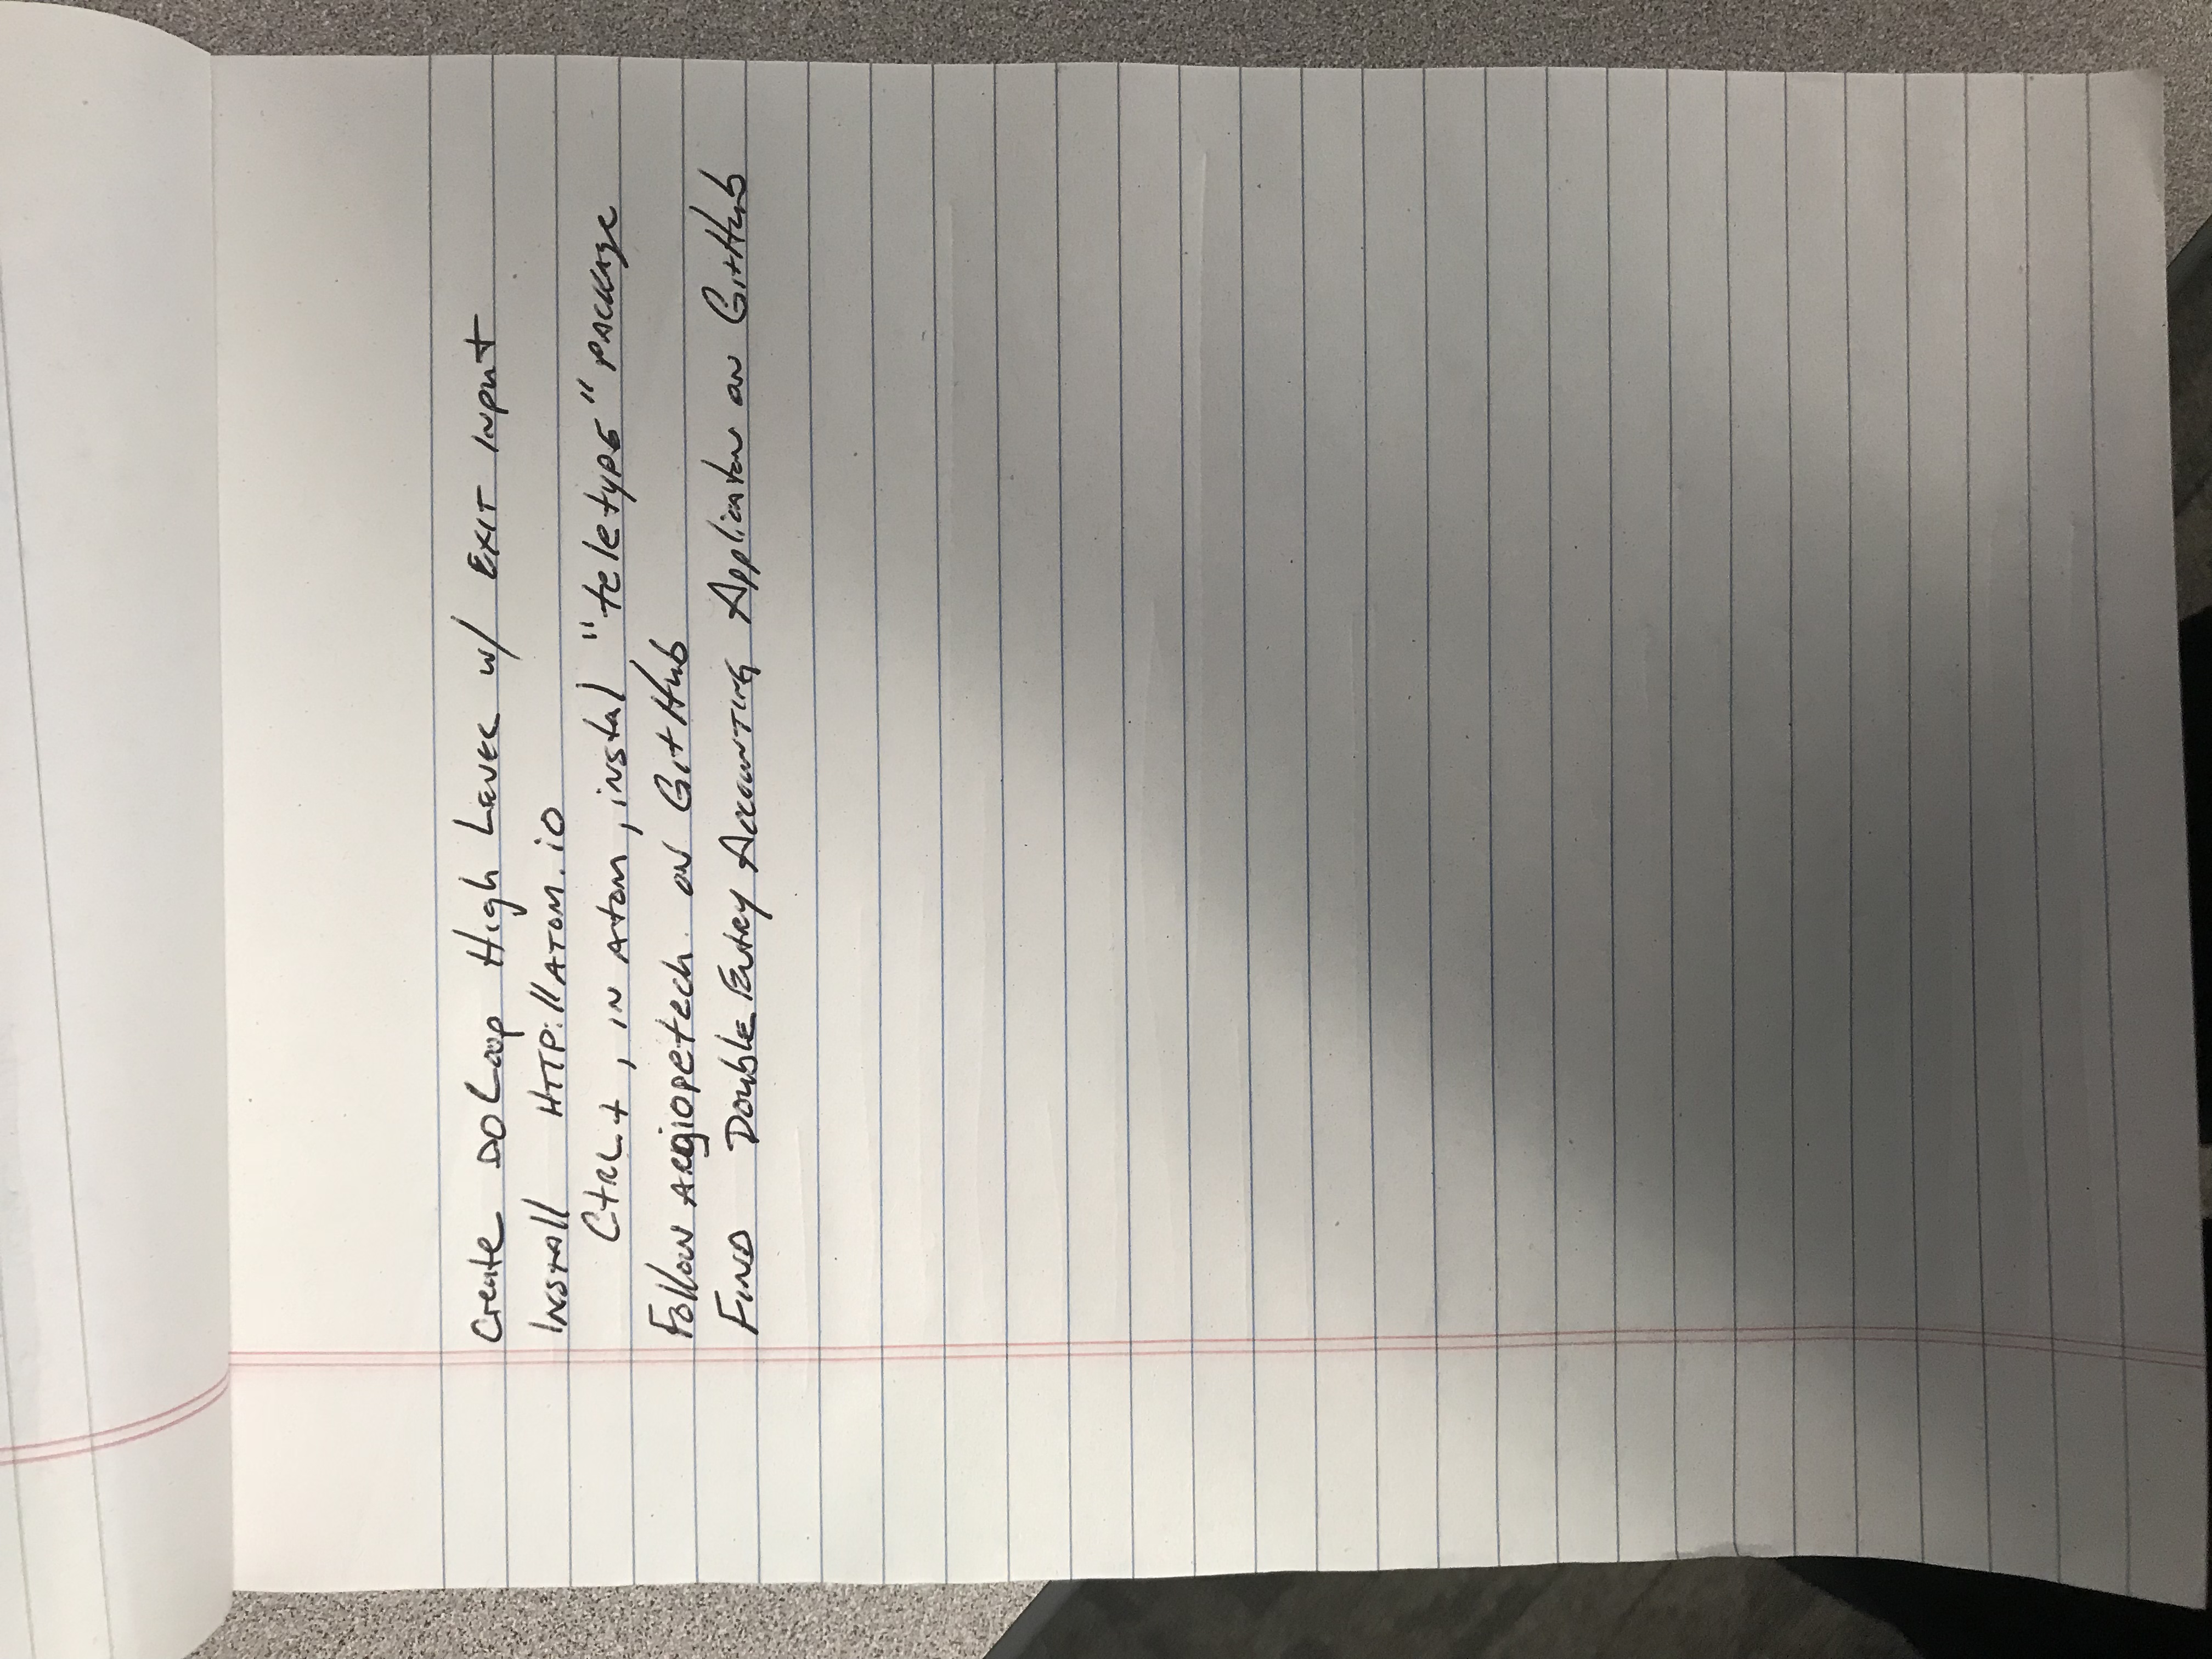 Create DO Loop High Level w/ EXIT Input
Install HTTP://ATOM.io
Ctrl + , in Atom, instal "teletype" package
Follow argiopetech on GitHub
Find Double Entry Accounting Applicaton on GitHub